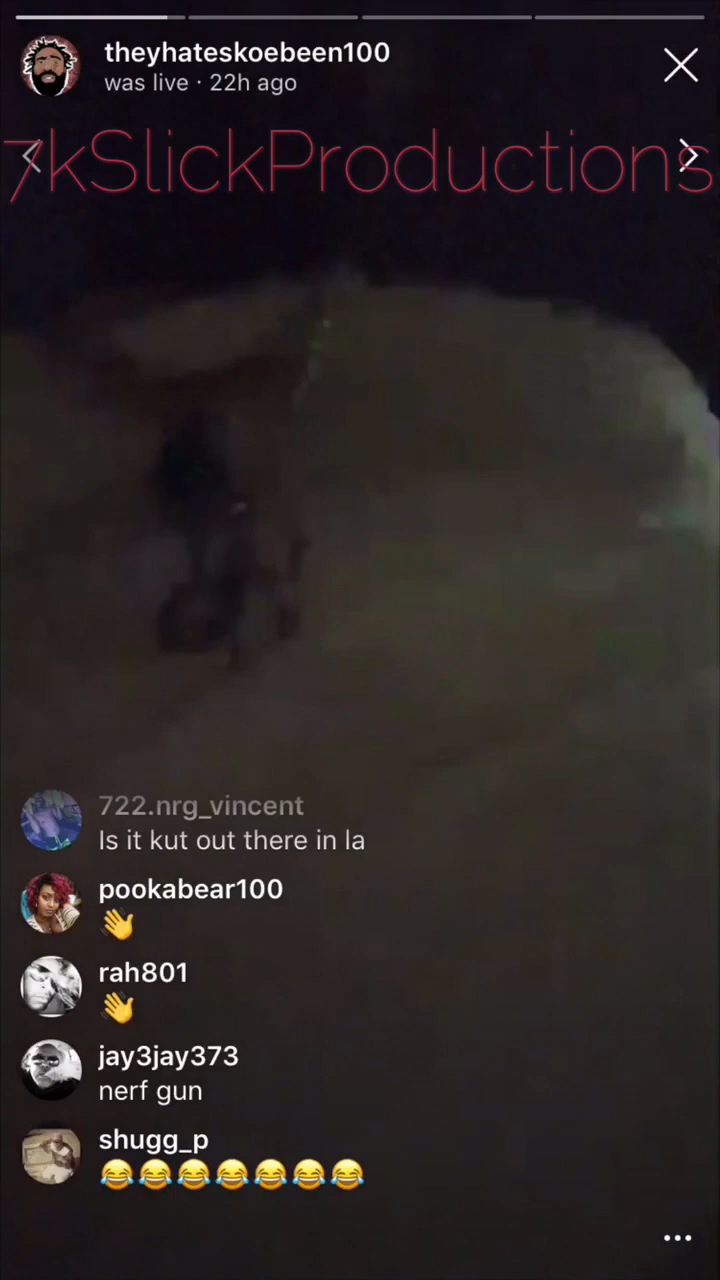 theyhateskoebeen100
was live · 22h ago
7kSlickProductions
722.nrg_vincent
Is it kut out there in la
pookabear100
👋
rah801
👋
jay3jay373
nerf gun
shugg_p
😂😂😂😂😂😂😂